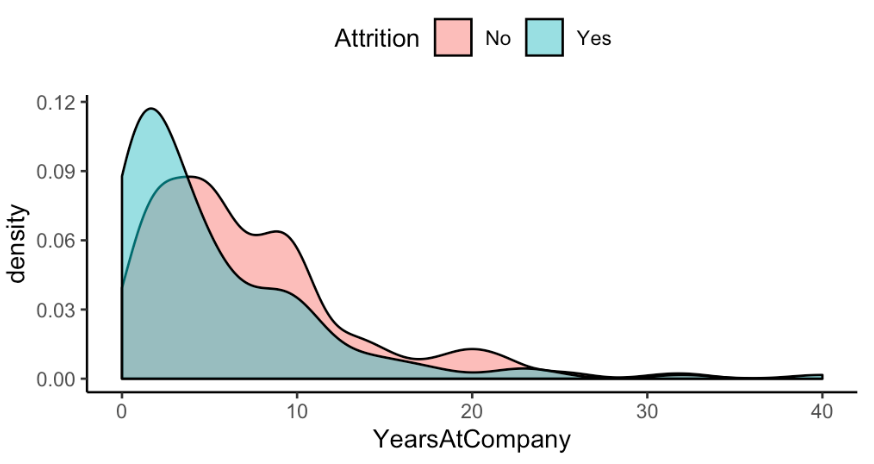 Attrition No Yes
0.12
0.09
0.06
0.03
0.00
density
0 10 20 30 40
YearsAtCompany